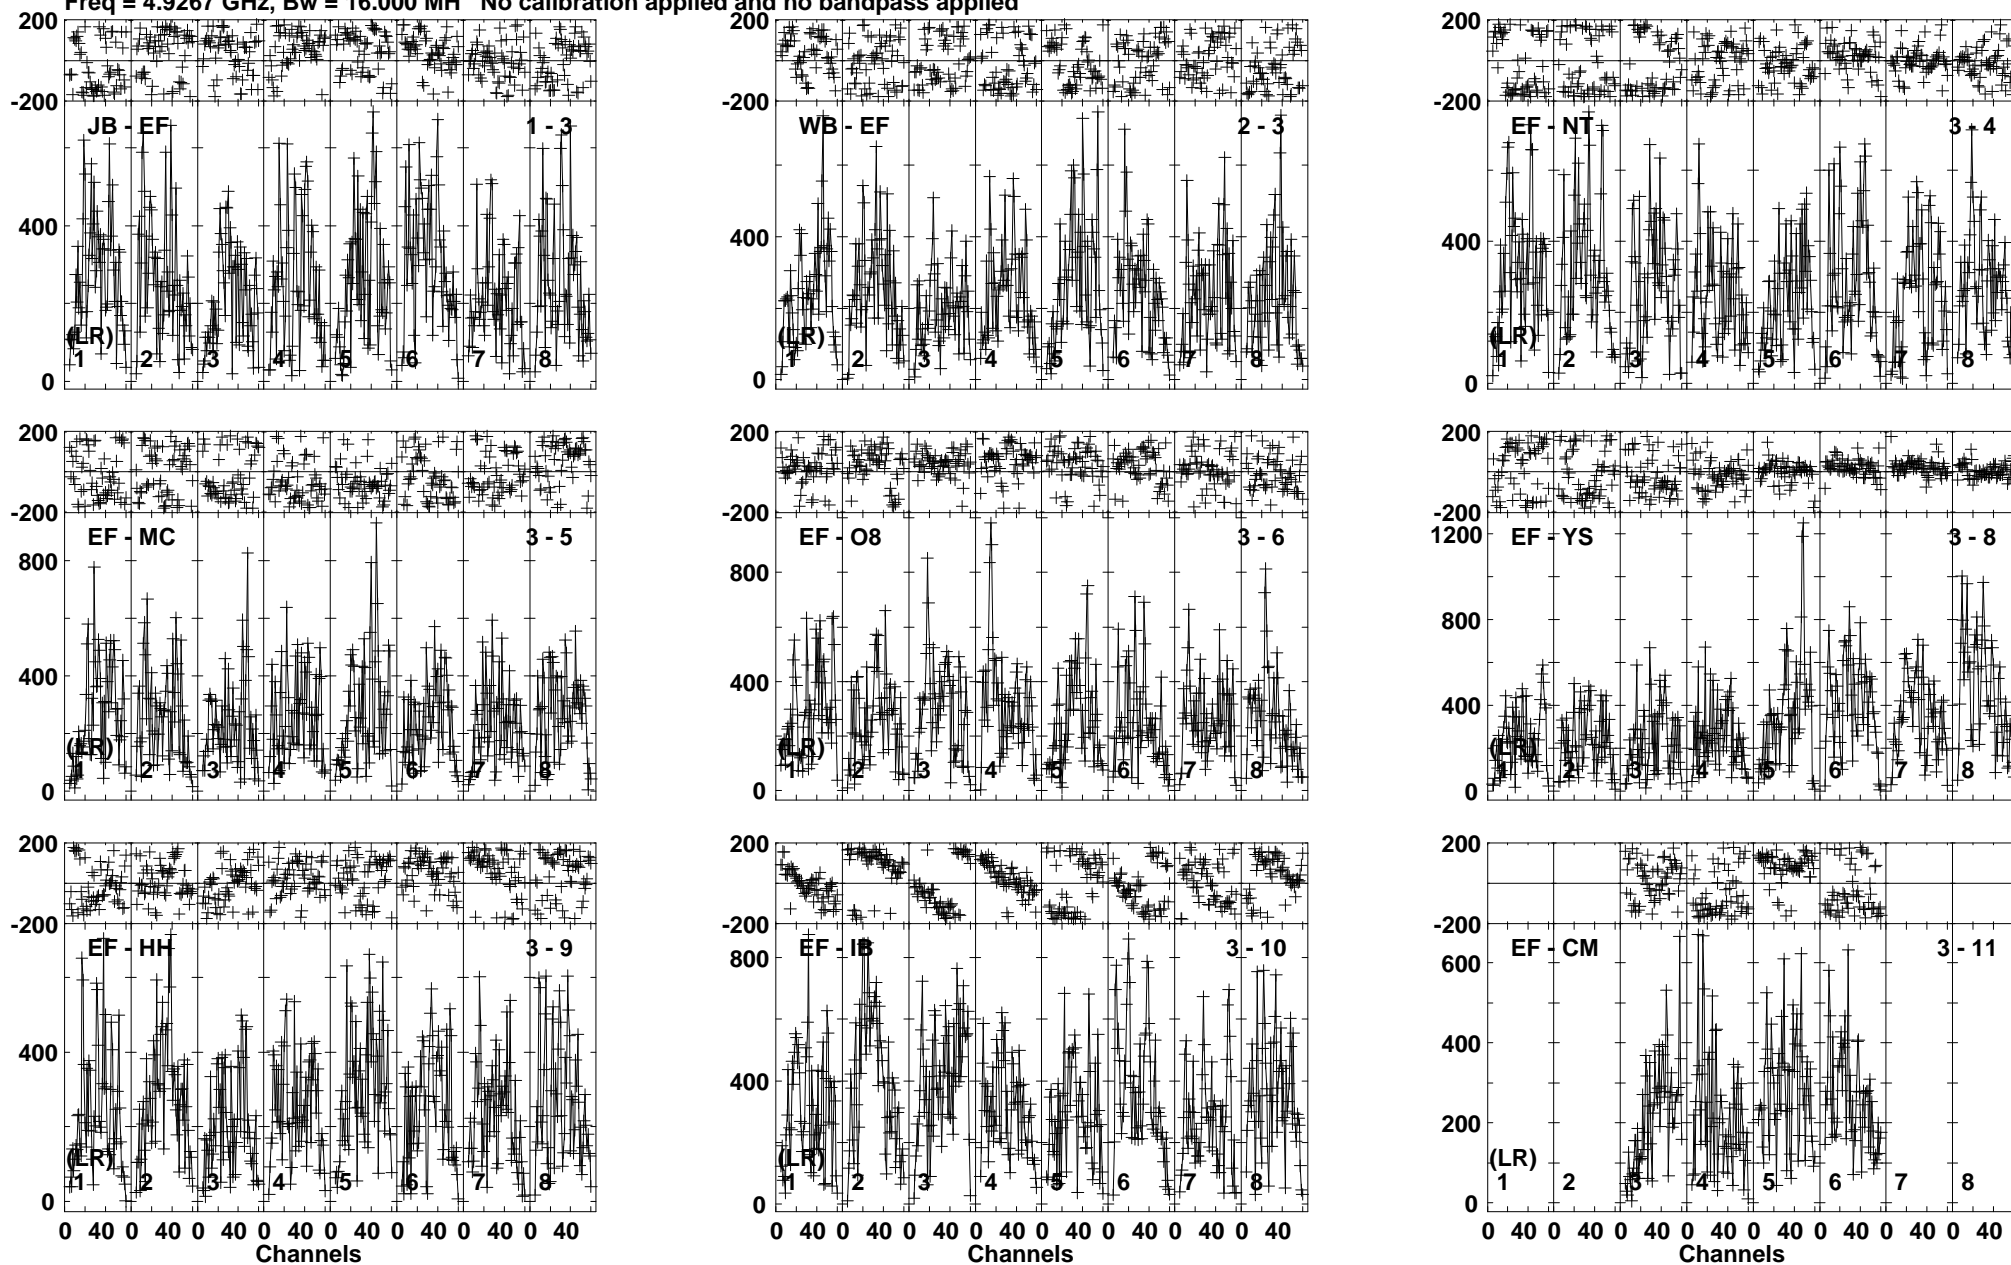 Freq = 4.9267 GHz, Bw = 16.000 MH No calibration applied and no bandpass applied
200
-200
JB - EF 1 - 3
400
(LR)
1 2 3 4 5 6 7 8
0
200
-200
WB - EF 2 - 3
400
(LR)
1 2 3 4 5 6 7 8
0
200
-200
EF - NT 3 - 4
400
(LR)
1 2 3 4 5 6 7 8
0
200
-200
EF - MC 3 - 5
800
400
(LR)
1 2 3 4 5 6 7 8
0
200
-200
EF - O8 3 - 6
800
400
(LR)
1 2 3 4 5 6 7 8
0
200
-200
EF - YS 3 - 8
1200
800
400
(LR)
1 2 3 4 5 6 7 8
0
200
-200
EF - HH 3 - 9
400
(LR)
1 2 3 4 5 6 7 8
0
0 40 0 40 0 40 0 40 0 40 0 40 0 40 0 40
Channels
200
-200
EF - IB 3 - 10
800
400
(LR)
1 2 3 4 5 6 7 8
0
0 40 0 40 0 40 0 40 0 40 0 40 0 40 0 40
Channels
200
-200
EF - CM 3 - 11
600
400
200
(LR)
1 2 3 4 5 6 7 8
0
0 40 0 40 0 40 0 40 0 40 0 40 0 40 0 40
Channels